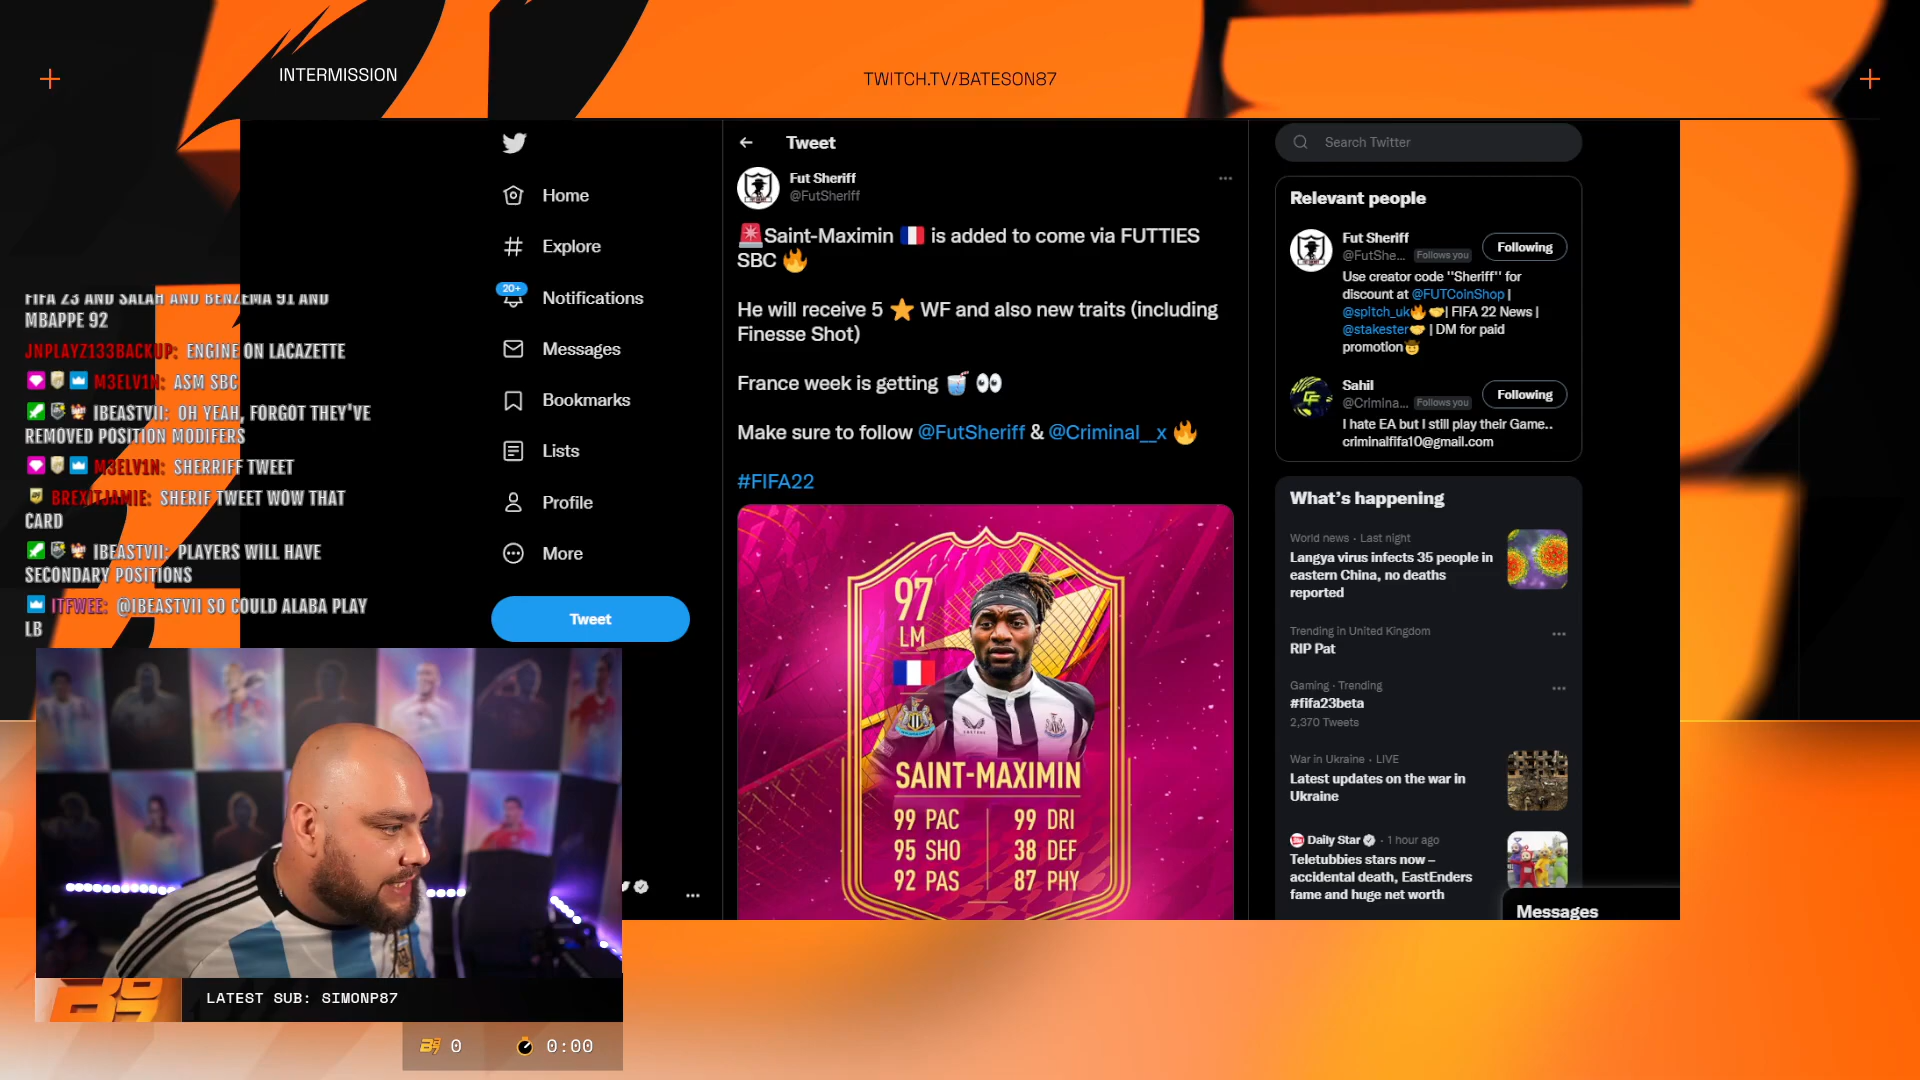 INTERMISSION
TWITCH.TV/BATESON87
FIFA 23 AND SALAH AND BENZEMA 91 AND
MBAPPE 92
JNPLAYZ133BACKUP: ENGINE ON LACAZETTE
M3ELV1N: ASM SBC
IBEASTVII: OH YEAH, FORGOT THEY'VE
REMOVED POSITION MODIFERS
M3ELV1N: SHERRIFF TWEET
BREXITJAMIE: SHERIF TWEET WOW THAT
CARD
IBEASTVII: PLAYERS WILL HAVE
SECONDARY POSITIONS
ITFWEE: @IBEASTVII SO COULD ALABA PLAY
LB
Home
Explore
20+
Notifications
Messages
Bookmarks
Lists
Profile
More
Tweet
Tweet
Fut Sheriff
@FutSheriff
🚨Saint-Maximin 🇫🇷 is added to come via FUTTIES
SBC 🔥
He will receive 5 ⭐ WF and also new traits (including
Finesse Shot)
France week is getting 🥤 👀
Make sure to follow @FutSheriff & @Criminal__x 🔥
#FIFA22
97
LM
SAINT-MAXIMIN
99 PAC 99 DRI
95 SHO 38 DEF
92 PAS 87 PHY
Search Twitter
Relevant people
Fut Sheriff
@FutShe... Follows you
Following
Use creator code "Sheriff" for
discount at @FUTCoinShop |
@spitch_uk🔥🤝| FIFA 22 News |
@stakester🤝 | DM for paid
promotion🤠
Sahil
@Crimina... Follows you
Following
I hate EA but I still play their Game..
criminalfifa10@gmail.com
What's happening
World news · Last night
Langya virus infects 35 people in
eastern China, no deaths
reported
Trending in United Kingdom
RIP Pat
Gaming · Trending
#fifa23beta
2,370 Tweets
War in Ukraine · LIVE
Latest updates on the war in
Ukraine
Daily Star · 1 hour ago
Teletubbies stars now –
accidental death, EastEnders
fame and huge net worth
Messages
LATEST SUB: SIMONP87
0
0:00